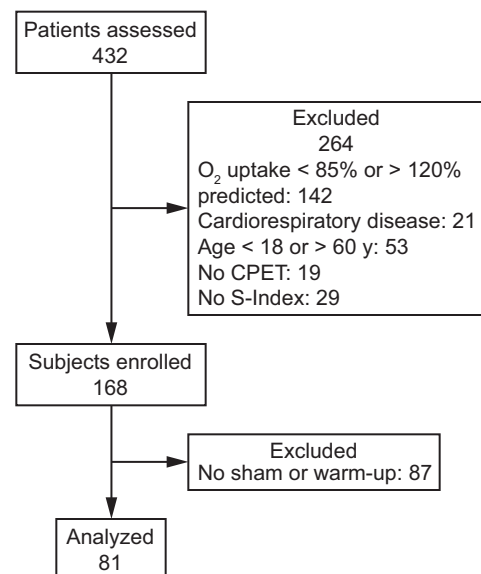 Patients assessed
432
Excluded
264
O₂ uptake < 85% or > 120%
predicted: 142
Cardiorespiratory disease: 21
Age < 18 or > 60 y: 53
No CPET: 19
No S-Index: 29
Subjects enrolled
168
Excluded
No sham or warm-up: 87
Analyzed
81